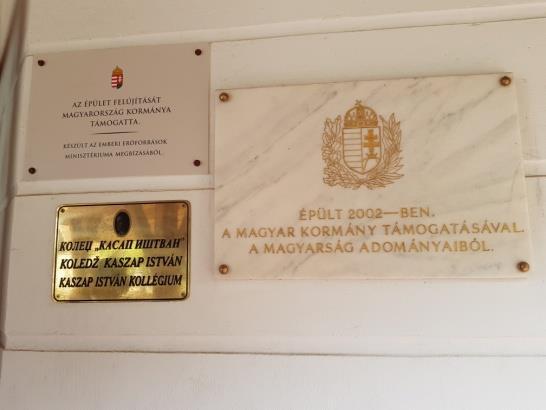 AZ ÉPÜLET FELÚJÍTÁSÁT
MAGYARORSZÁG KORMÁNYA
TÁMOGATTA.
KÉSZÜLT AZ EMBERI ERŐFORRÁSOK
MINISZTÉRIUMA MEGBÍZÁSÁBÓL.
КОЛЕЏ „КАСАП ИШТВАН”
KOLEDŽ KASZAP ISTVÁN
KASZAP ISTVÁN KOLLÉGIUM
ÉPÜLT 2002—BEN.
A MAGYAR KORMÁNY TÁMOGATÁSÁVAL
A MAGYARSÁG ADOMÁNYAIBÓL.